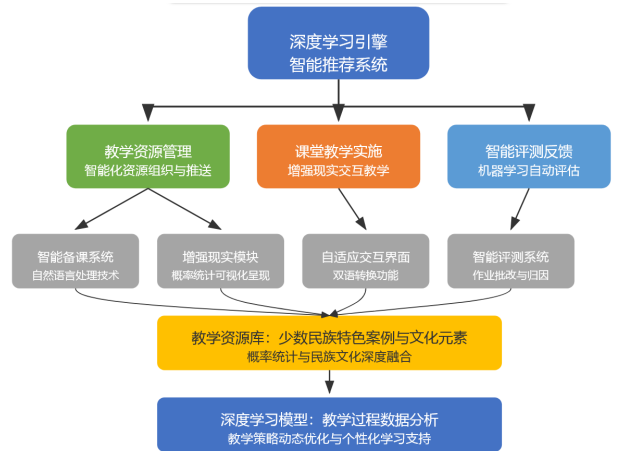 深度学习引擎
智能推荐系统
教学资源管理
智能化资源组织与推送
课堂教学实施
增强现实交互教学
智能评测反馈
机器学习自动评估
智能备课系统
自然语言处理技术
增强现实模块
概率统计可视化呈现
自适应交互界面
双语转换功能
智能评测系统
作业批改与归因
教学资源库：少数民族特色案例与文化元素
概率统计与民族文化深度融合
深度学习模型：教学过程数据分析
教学策略动态优化与个性化学习支持